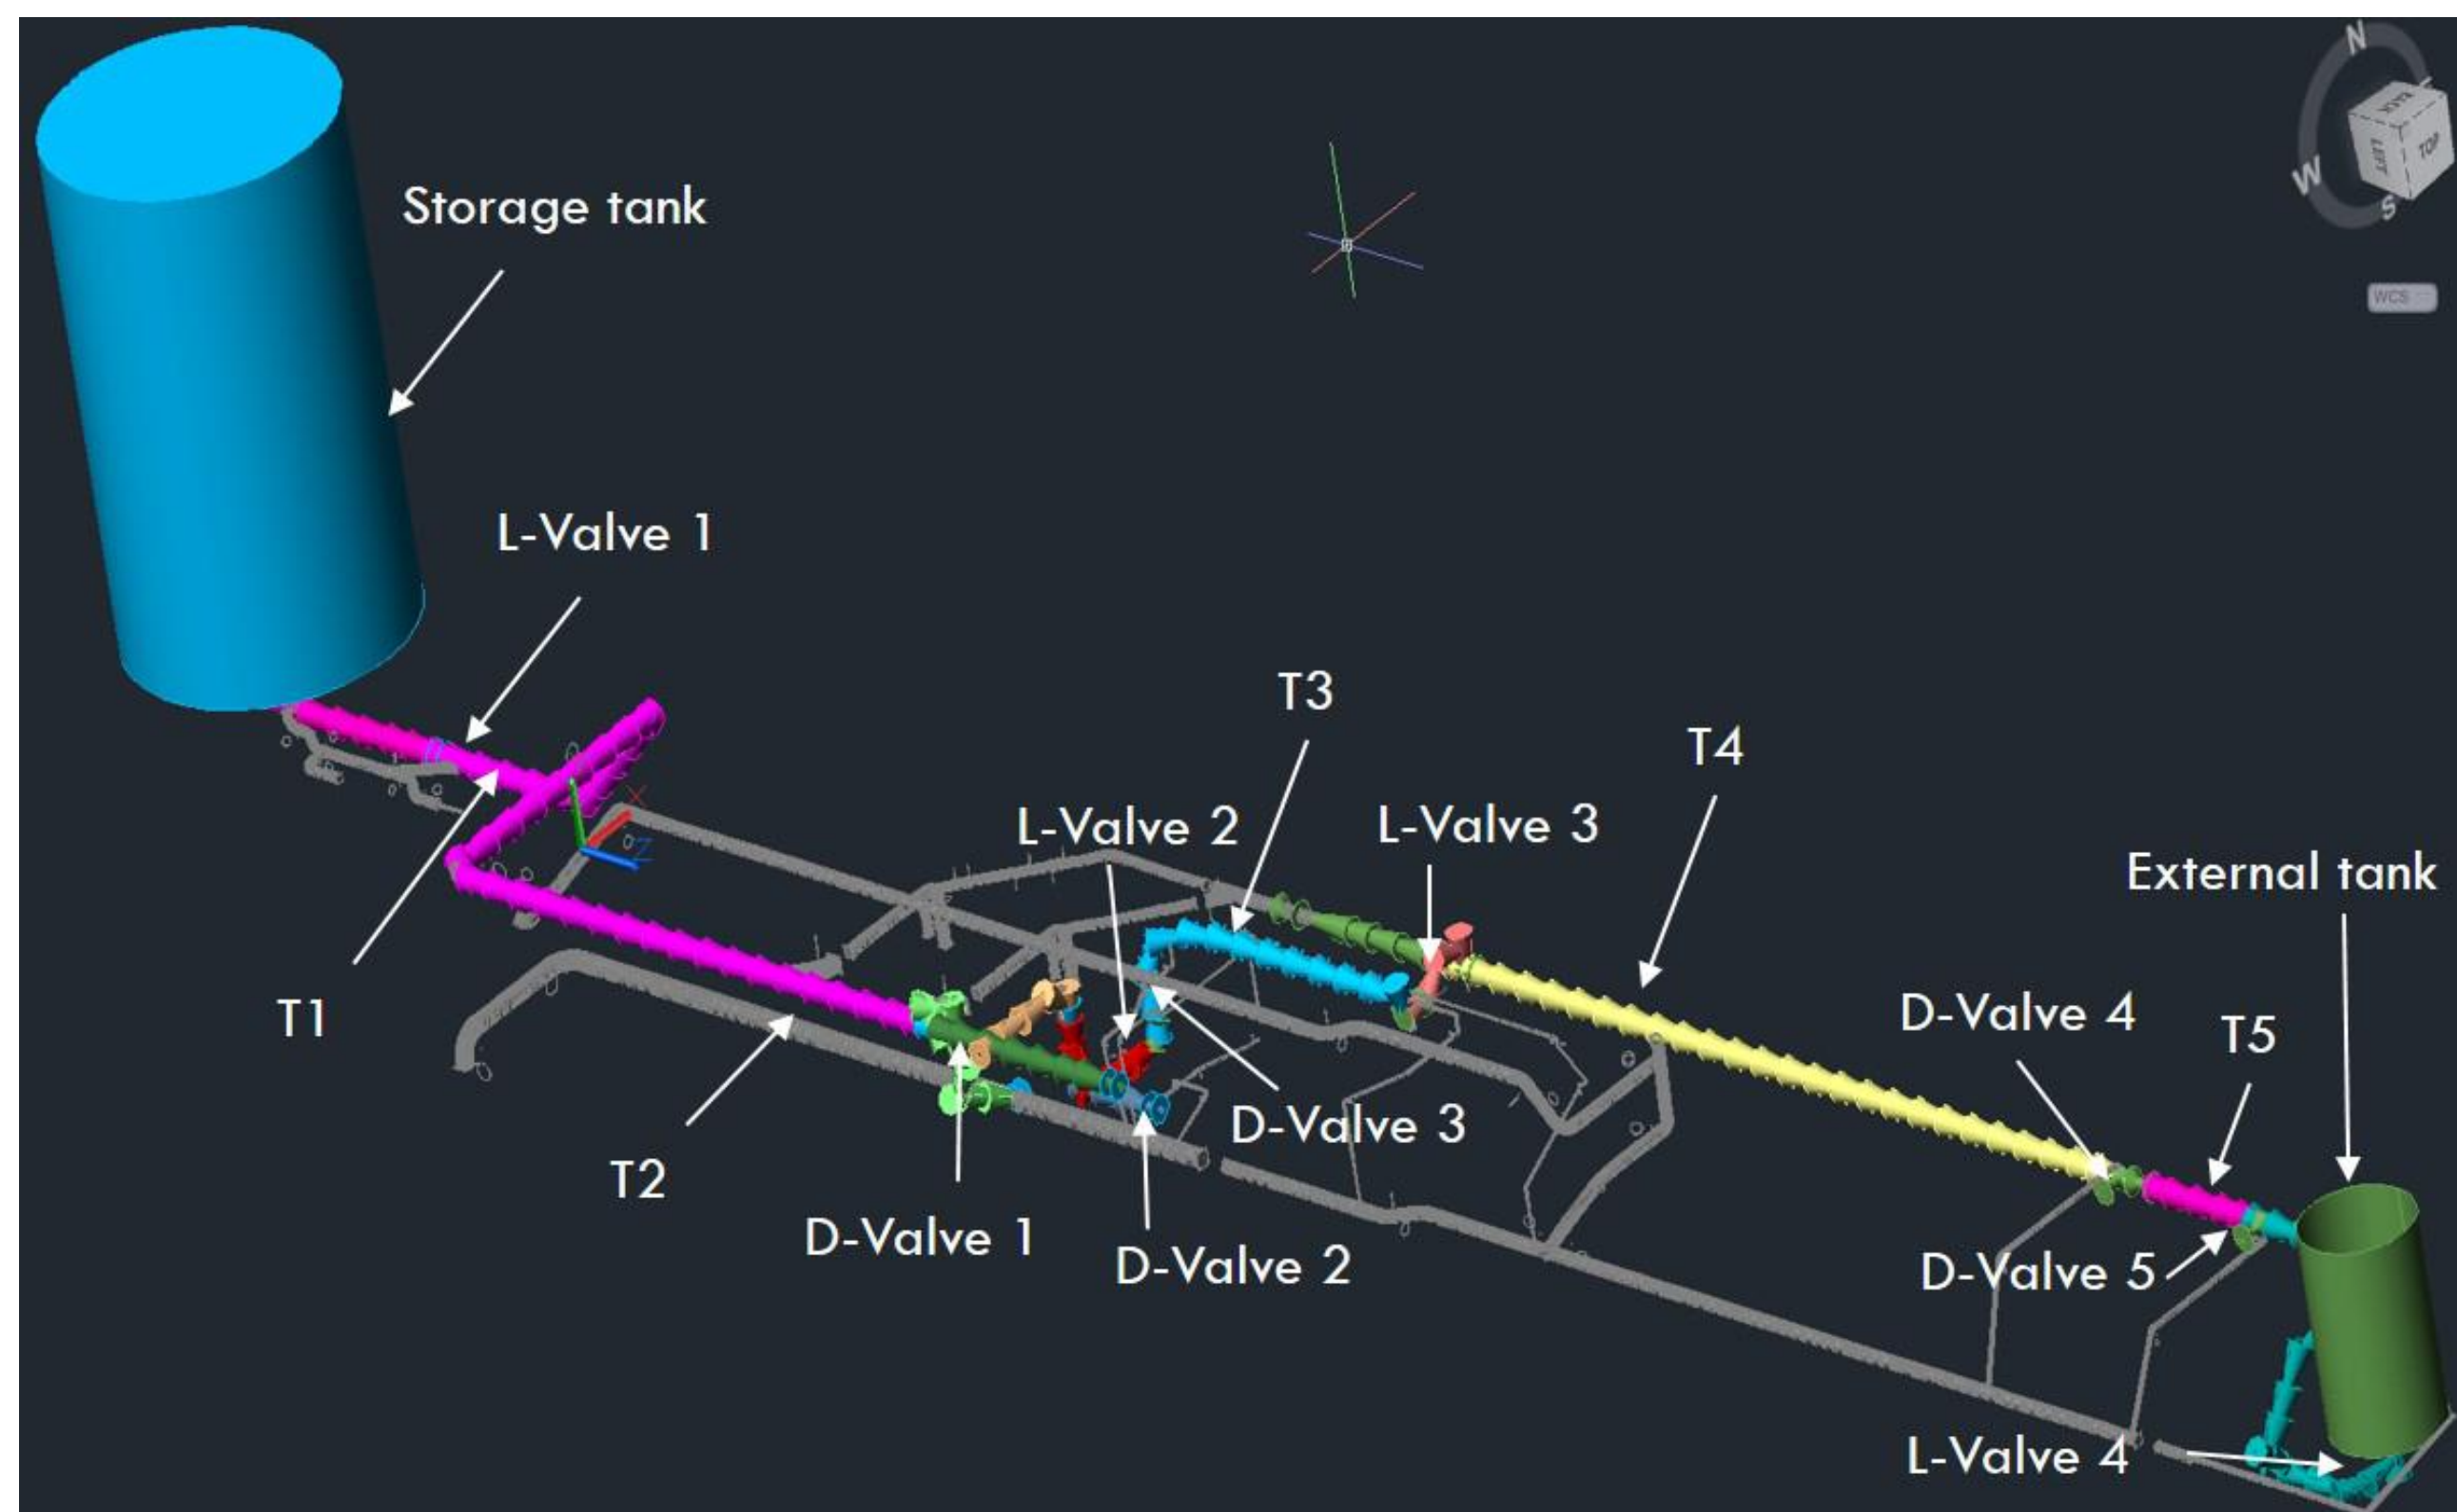 N
BACK
W
LEFT
TOP
S
Storage tank
WCS
L-Valve 1
T3
T4
X
L-Valve 2
L-Valve 3
Z
External tank
T1
D-Valve 4
T5
D-Valve 3
T2
D-Valve 1
D-Valve 2
D-Valve 5
L-Valve 4